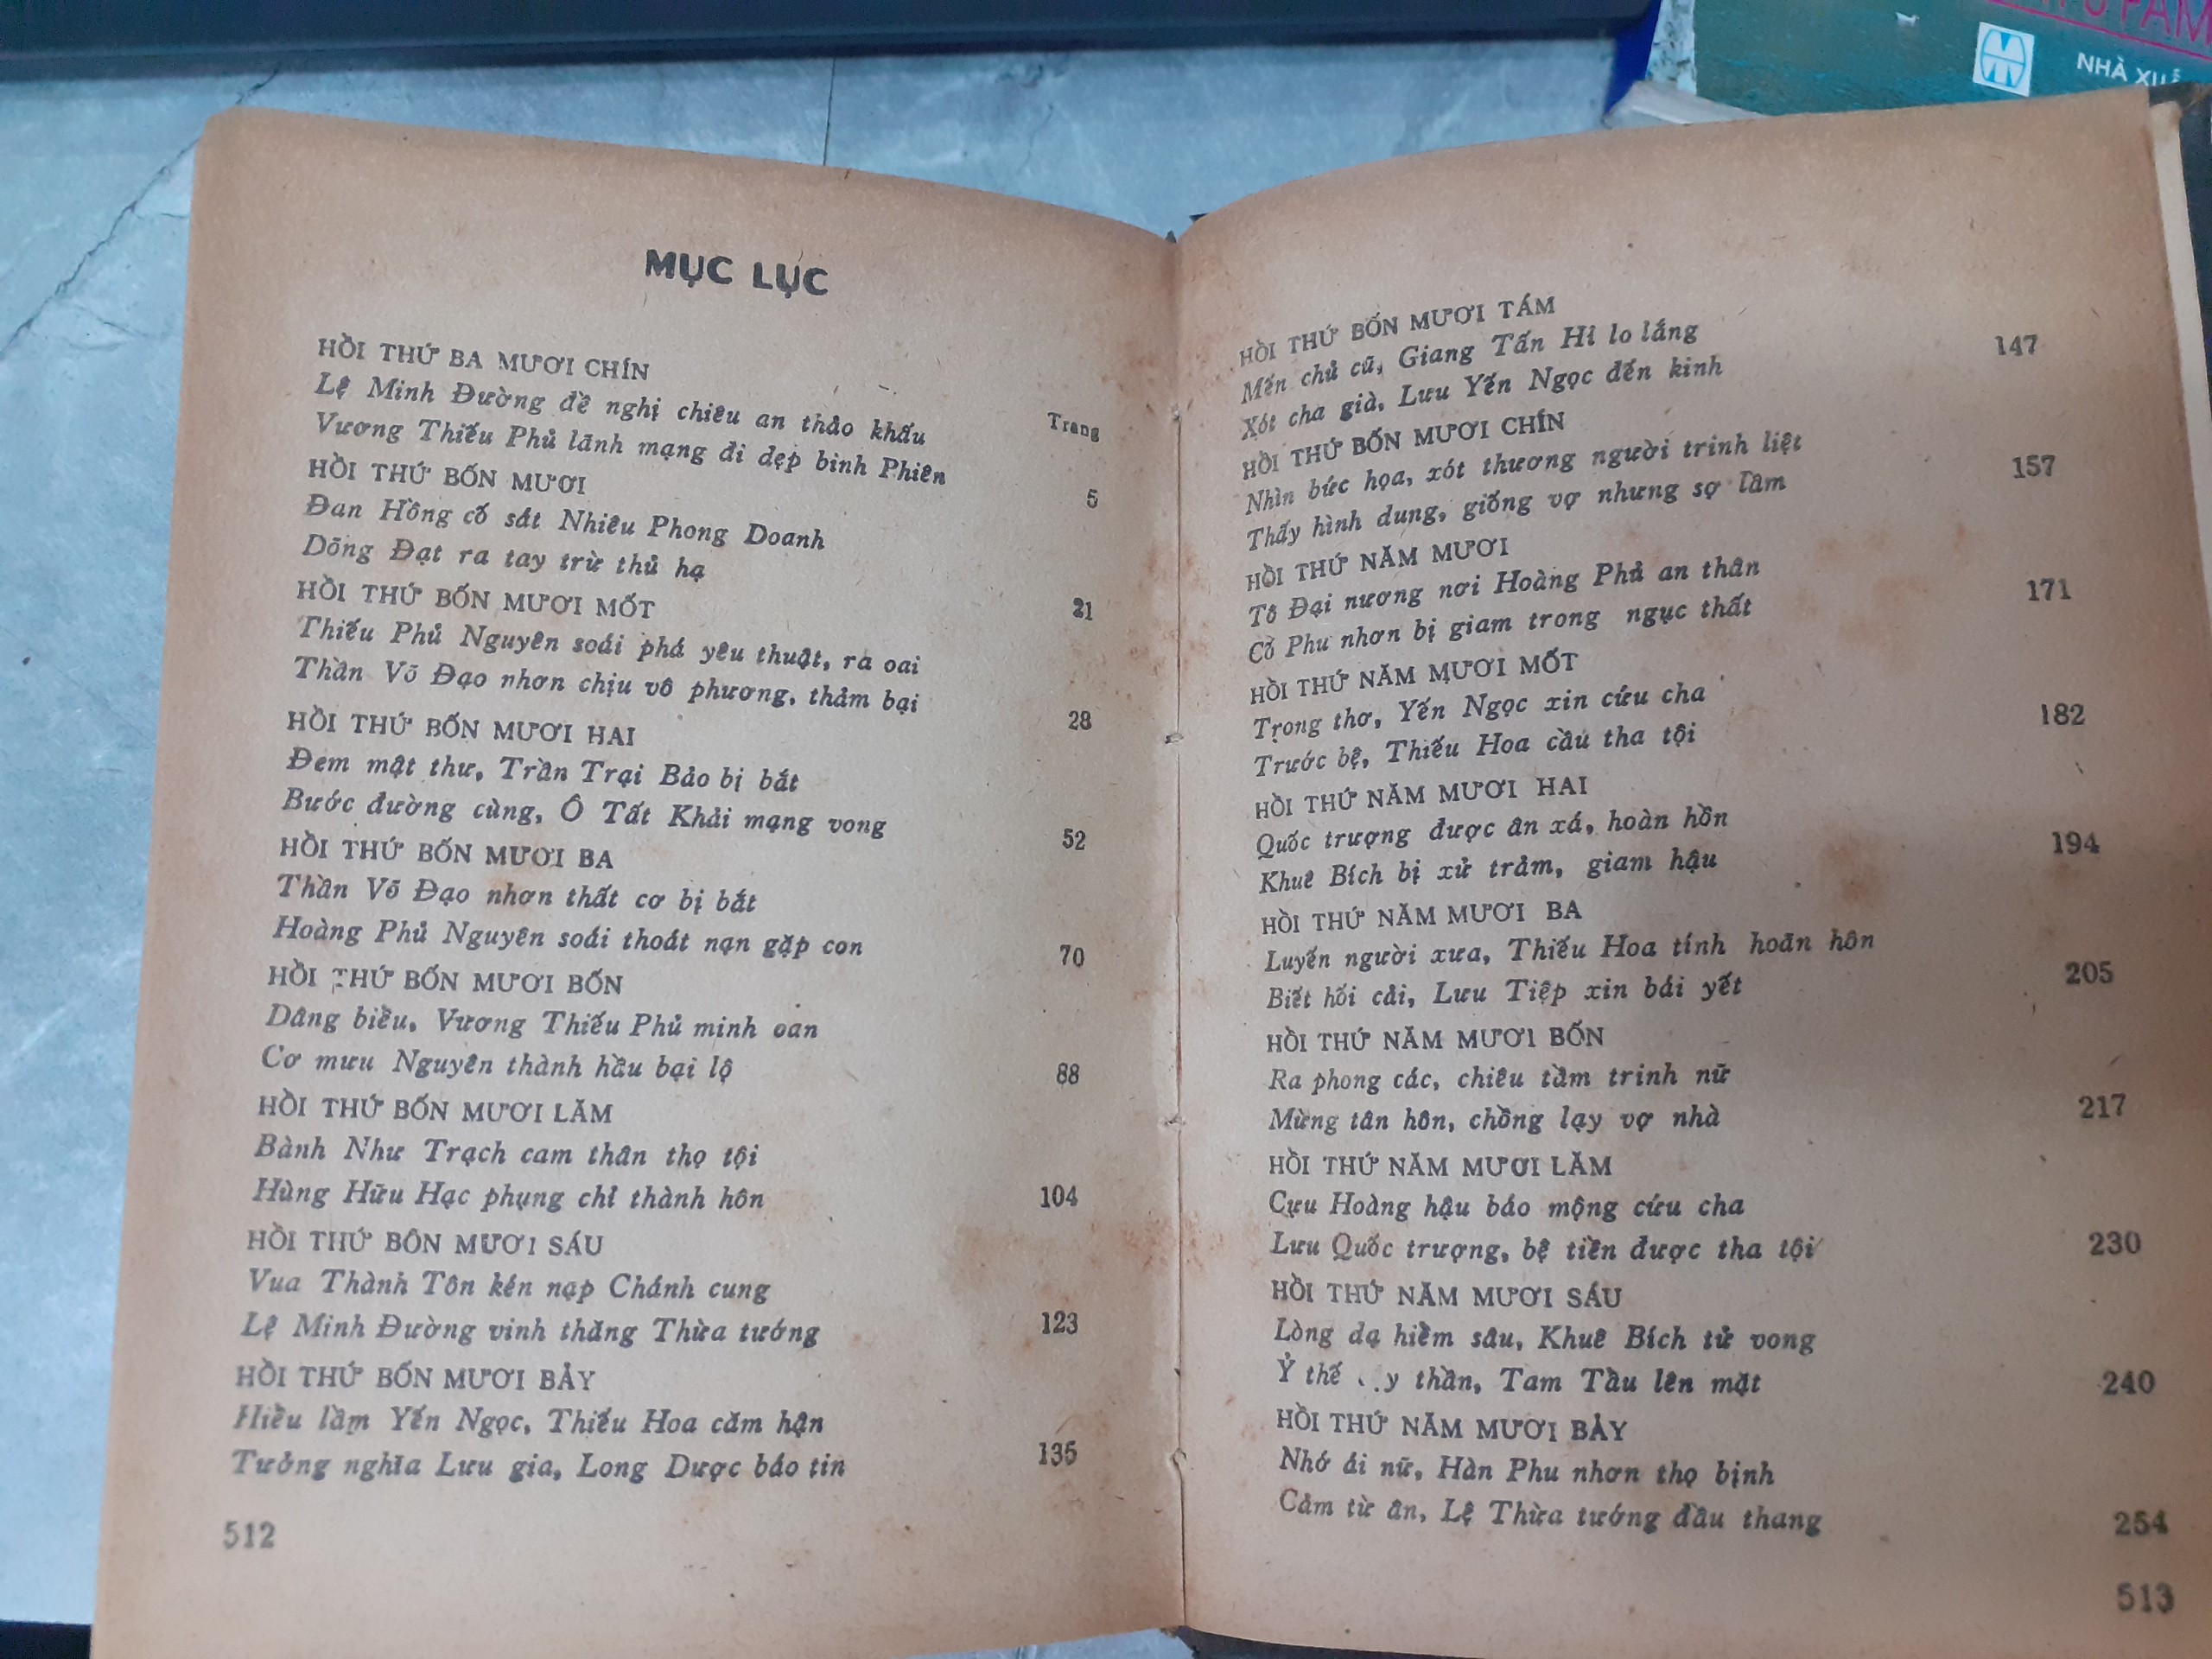 MỤC LỤC
HỒI THỨ BA MƯƠI CHÍN
Lệ Minh Đường đề nghị chiêu an thảo khấu
Trang
Vương Thiếu Phủ lãnh mạng đi dẹp bình Phiên
5
HỒI THỨ BỐN MƯƠI
Đan Hồng cố sát Nhiêu Phong Doanh
Dõng Đạt ra tay trừ thủ hạ
21
HỒI THỨ BỐN MƯƠI MỐT
Thiếu Phủ Nguyên soái phá yêu thuật, ra oai
Thần Võ Đạo nhơn chịu vô phương, thảm bại
28
HỒI THỨ BỐN MƯƠI HAI
Đem mật thư, Trần Trại Bảo bị bắt
Bước đường cùng, Ô Tất Khải mạng vong
52
HỒI THỨ BỐN MƯƠI BA
Thần Võ Đạo nhơn thất cơ bị bắt
Hoàng Phủ Nguyên soái thoát nạn gặp con
70
HỒI THỨ BỐN MƯƠI BỐN
Dâng biều, Vương Thiếu Phủ minh oan
Cơ mưu Nguyên thành hầu bại lộ
88
HỒI THỨ BỐN MƯƠI LĂM
Bành Như Trạch cam thân thọ tội
Hùng Hữu Hạc phụng chỉ thành hôn
104
HỒI THỨ BÔN MƯƠI SÁU
Vua Thành Tôn kén nạp Chánh cung
Lệ Minh Đường vinh thăng Thừa tướng
123
HỒI THỨ BỐN MƯƠI BẢY
Hiều lầm Yến Ngọc, Thiếu Hoa căm hận
Tưởng nghĩa Lưu gia, Long Dược báo tin
135
512
HỒI THỨ BỐN MƯƠI TÁM
Mến chủ cũ, Giang Tấn Hỉ lo lắng
147
Xót cha già, Lưu Yến Ngọc đến kinh
HỒI THỨ BỐN MƯƠI CHÍN
Nhìn bức họa, xót thương người trinh liệt
157
Thấy hình dung, giống vợ nhưng sợ lầm
HỒI THỨ NĂM MƯƠI
Tô Đại nương nơi Hoàng Phủ an thân
171
Cố Phu nhơn bị giam trong ngục thất
HỒI THỨ NĂM MƯƠI MỐT
Trọng thơ, Yến Ngọc xin cứu cha
182
Trước bệ, Thiếu Hoa cầu tha tội
HỒI THỨ NĂM MƯƠI HAI
Quốc trượng được ân xá, hoàn hồn
194
Khuê Bích bị xử trảm, giam hậu
HỒI THỨ NĂM MƯƠI BA
Luyến người xưa, Thiếu Hoa tính hoãn hôn
205
Biết hối cải, Lưu Tiệp xin bái yết
HỒI THỨ NĂM MƯƠI BỐN
Ra phong các, chiêu tầm trinh nữ
Mừng tân hôn, chồng lạy vợ nhà
217
HỒI THỨ NĂM MƯƠI LĂM
Cựu Hoàng hậu báo mộng cứu cha
Lưu Quốc trượng, bệ tiền được tha tội
230
HỒI THỨ NĂM MƯƠI SÁU
Lòng dạ hiềm sâu, Khuê Bích tử vong
Ỷ thế thần, Tam Tầu lên mặt
240
HỒI THỨ NĂM MƯƠI BẢY
Nhớ ái nữ, Hàn Phu nhơn thọ bịnh
Cảm từ ân, Lệ Thừa tướng đầu thang
254
513
NHÀ